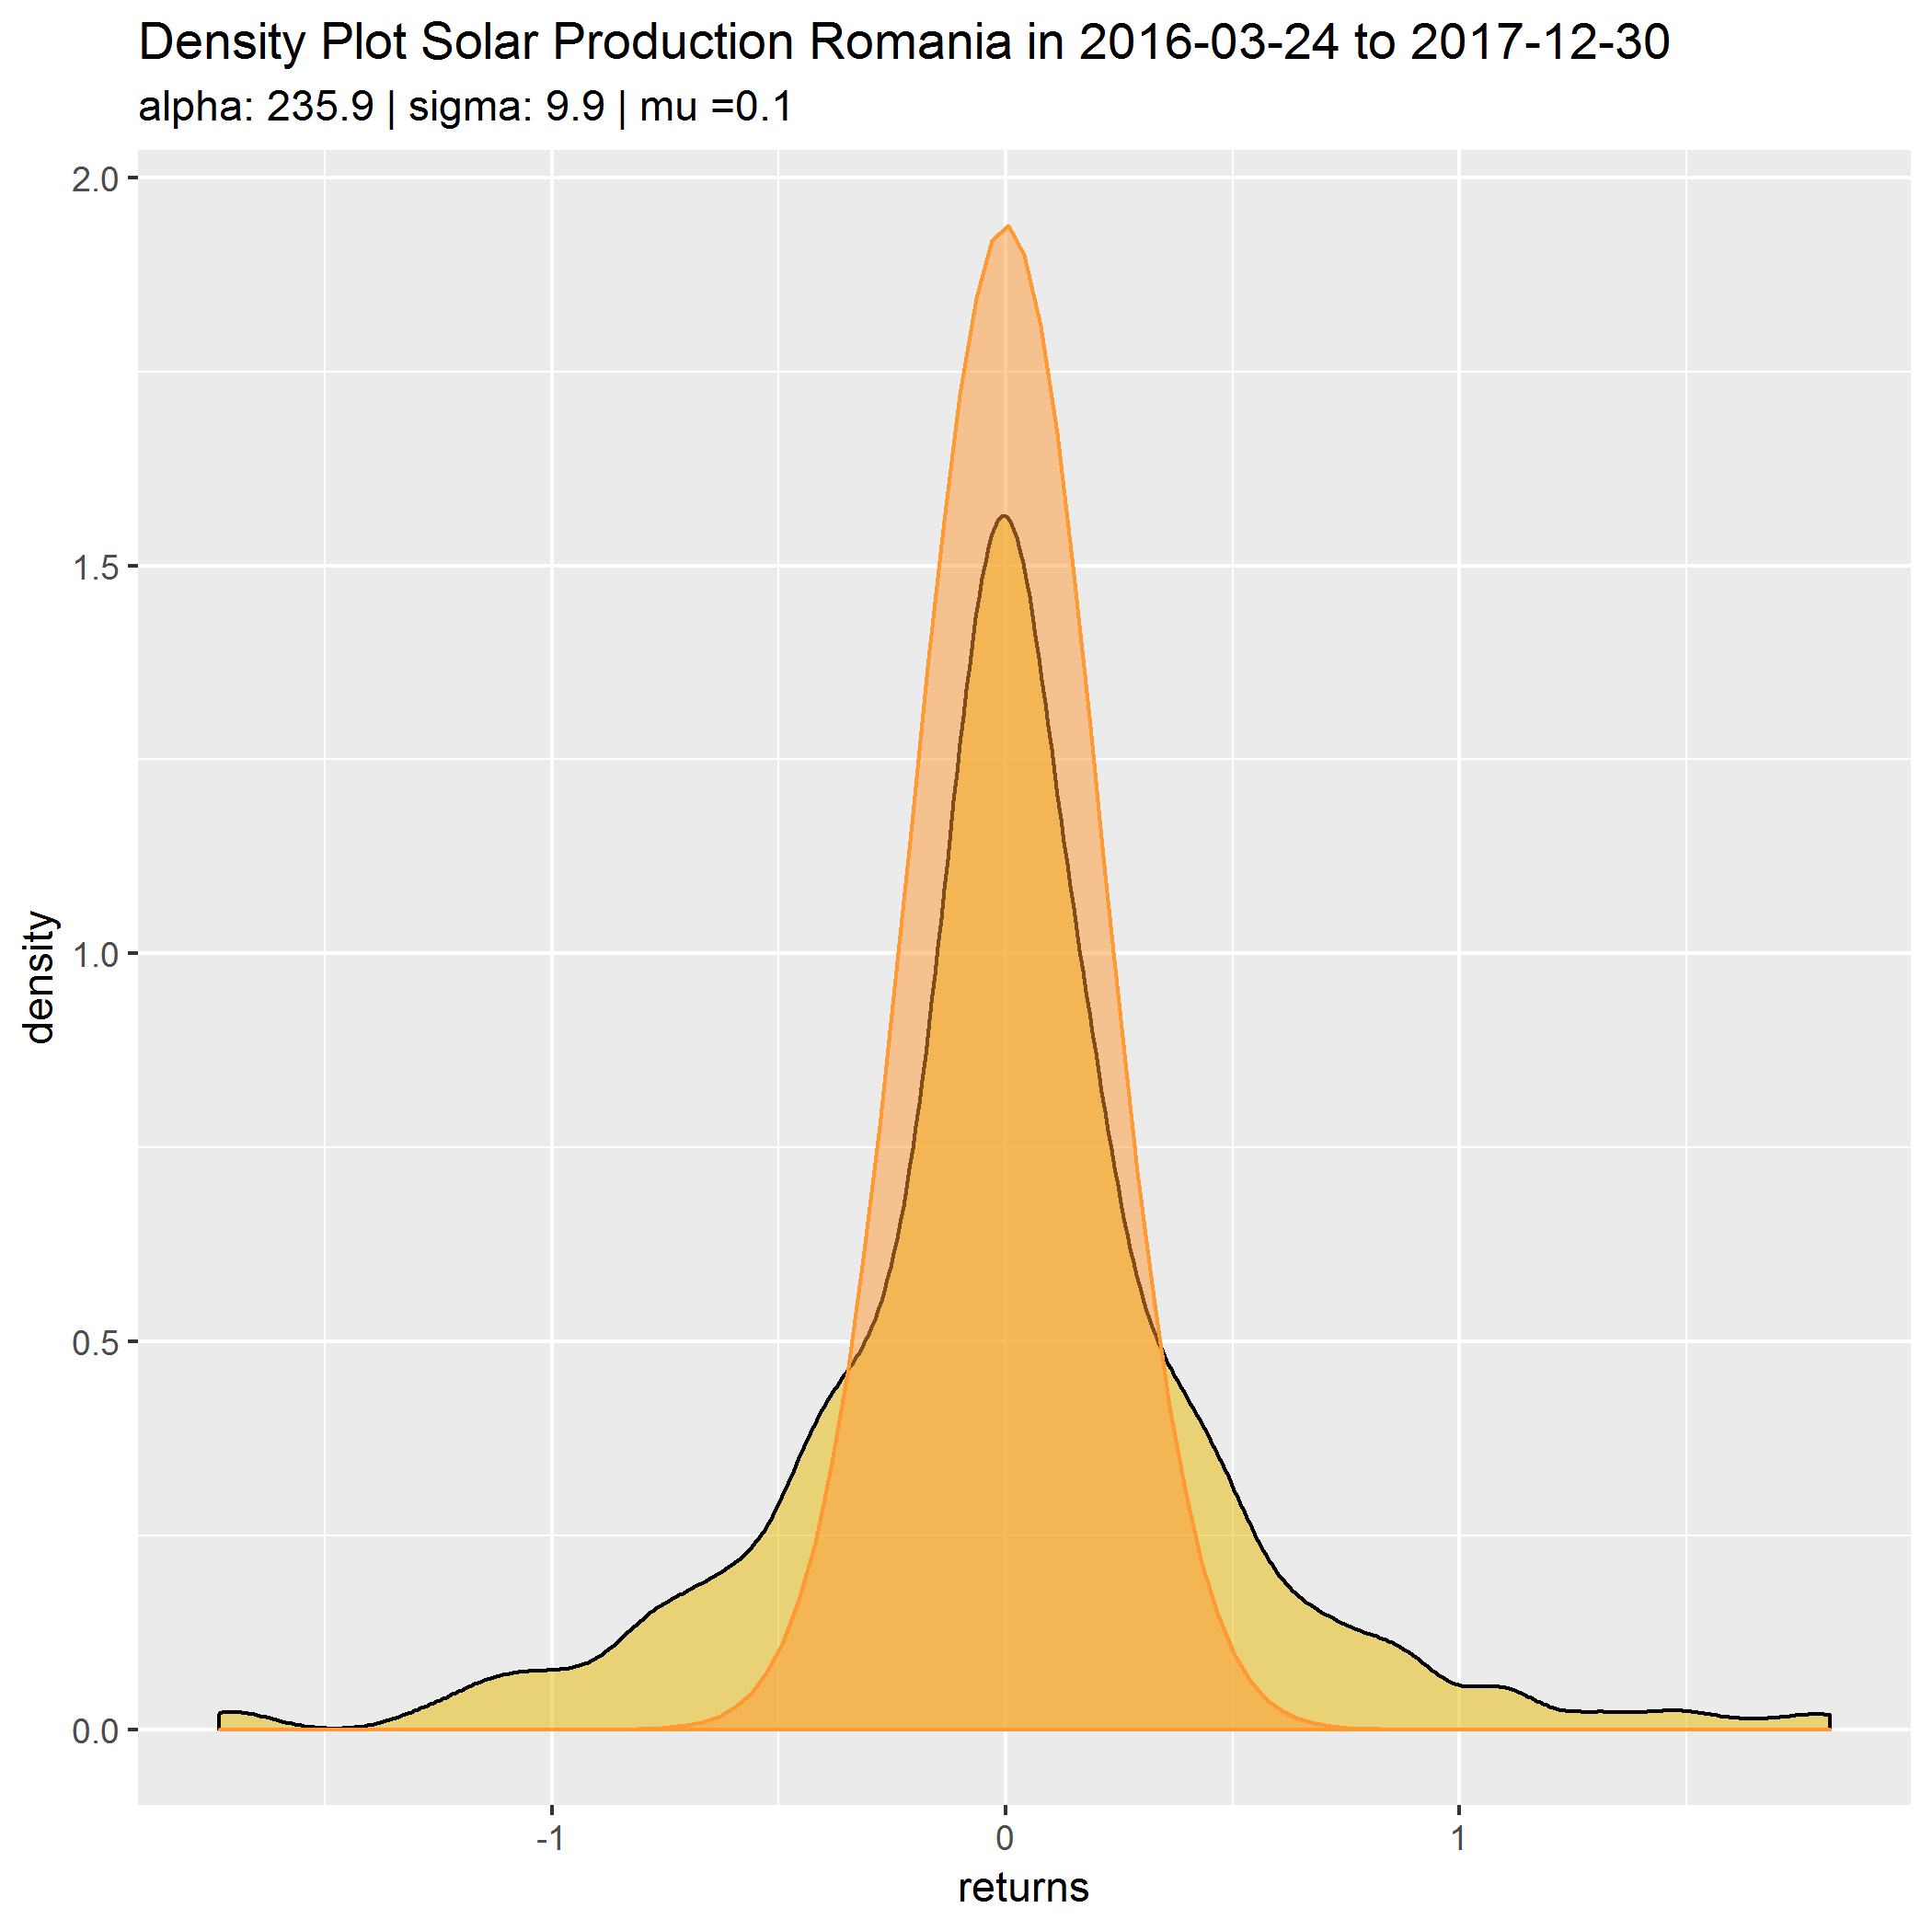 Density Plot Solar Production Romania in 2016-03-24 to 2017-12-30
alpha: 235.9 | sigma: 9.9 | mu =0.1
2.0
1.5
1.0
0.5
0.0
density
-1
0
1
returns